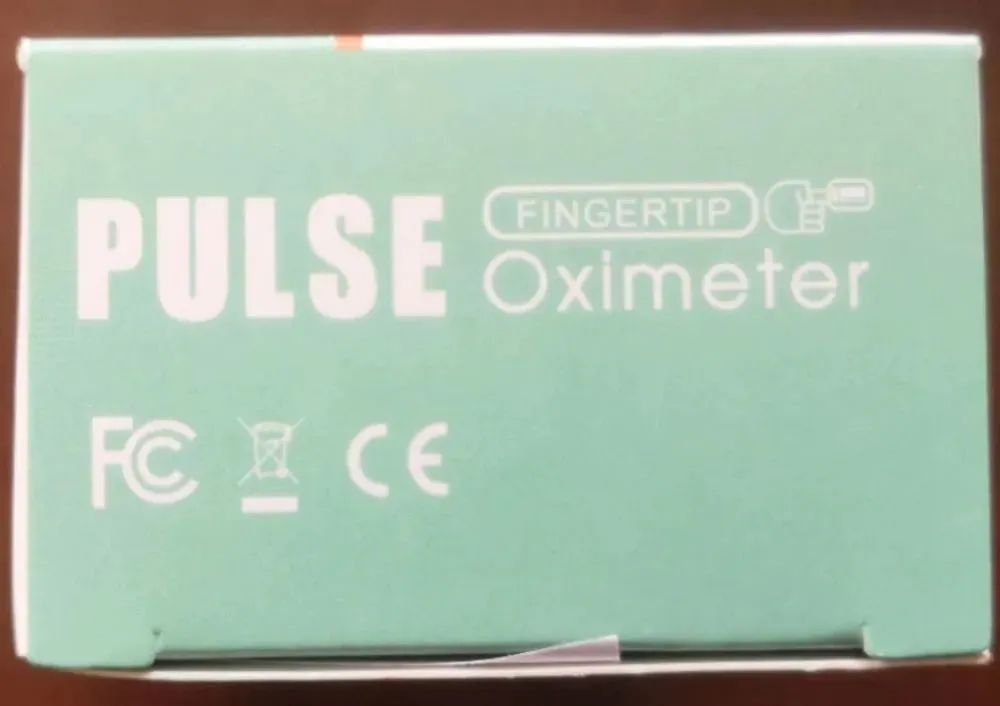 PULSE
FINGERTIP
Oximeter
FC CE